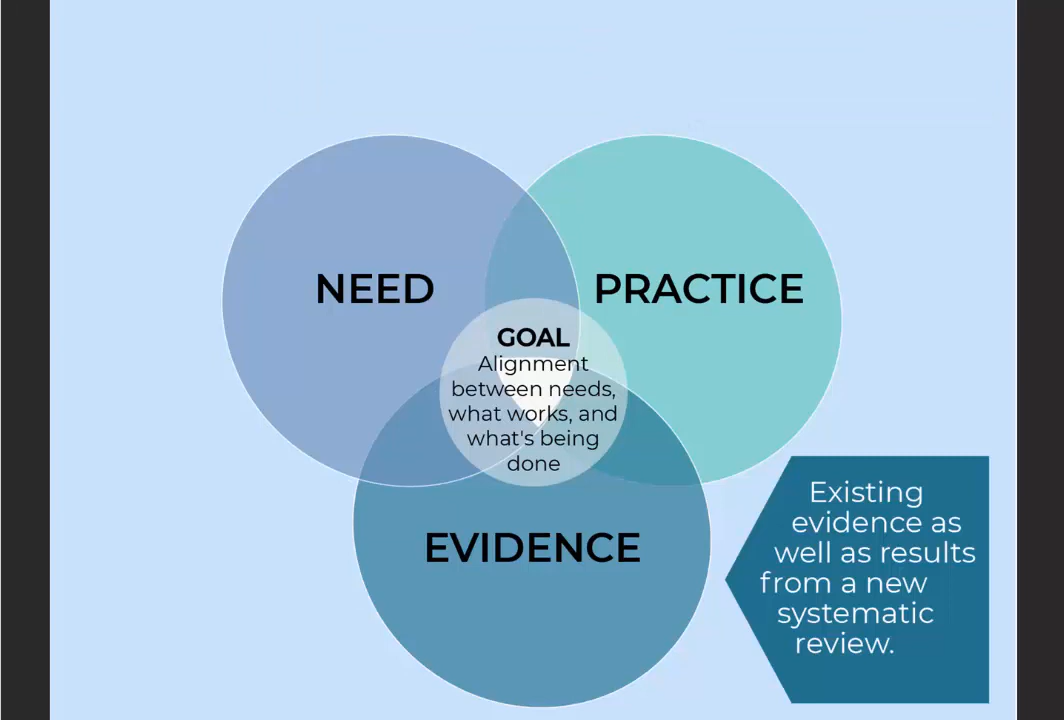 NEED
PRACTICE
GOAL
Alignment
between needs,
what works, and
what's being
done
EVIDENCE
Existing
evidence as
well as results
from a new
systematic
review.